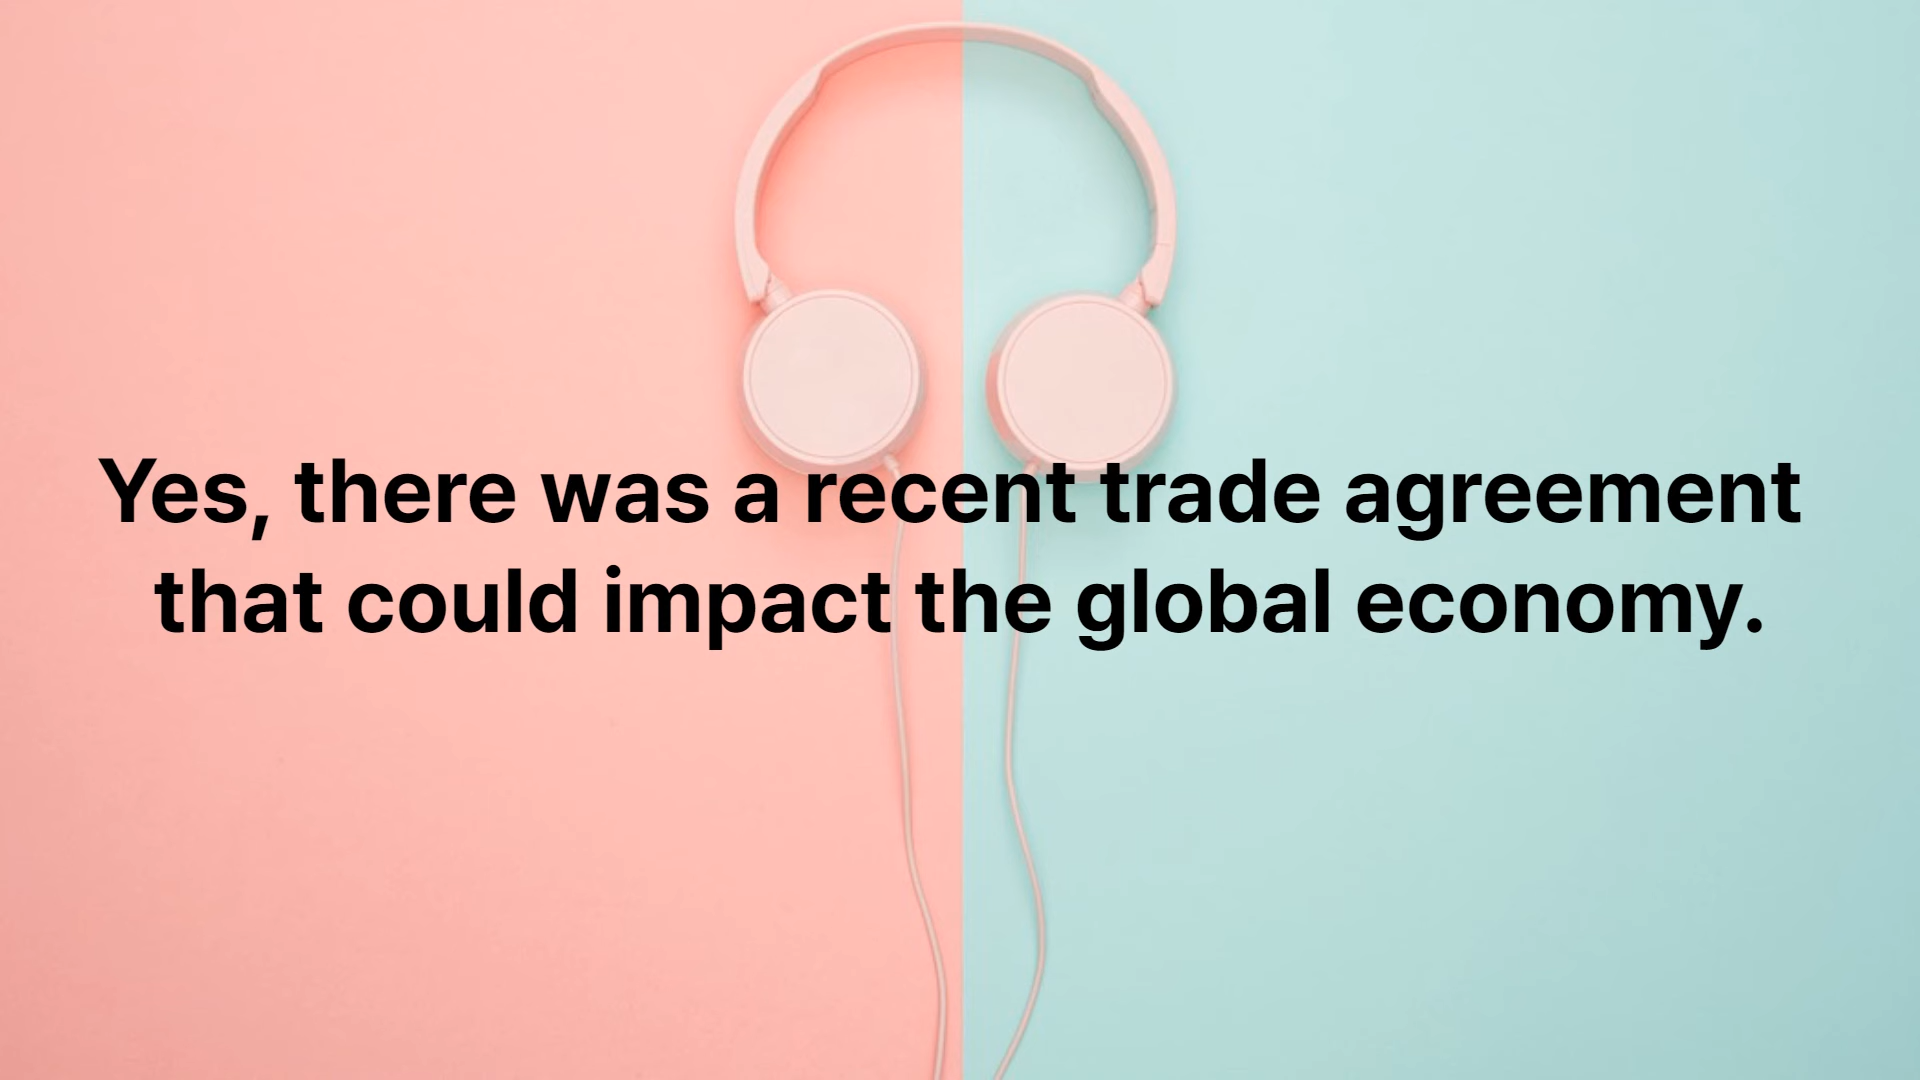 Yes, there was a recent trade agreement
that could impact the global economy.